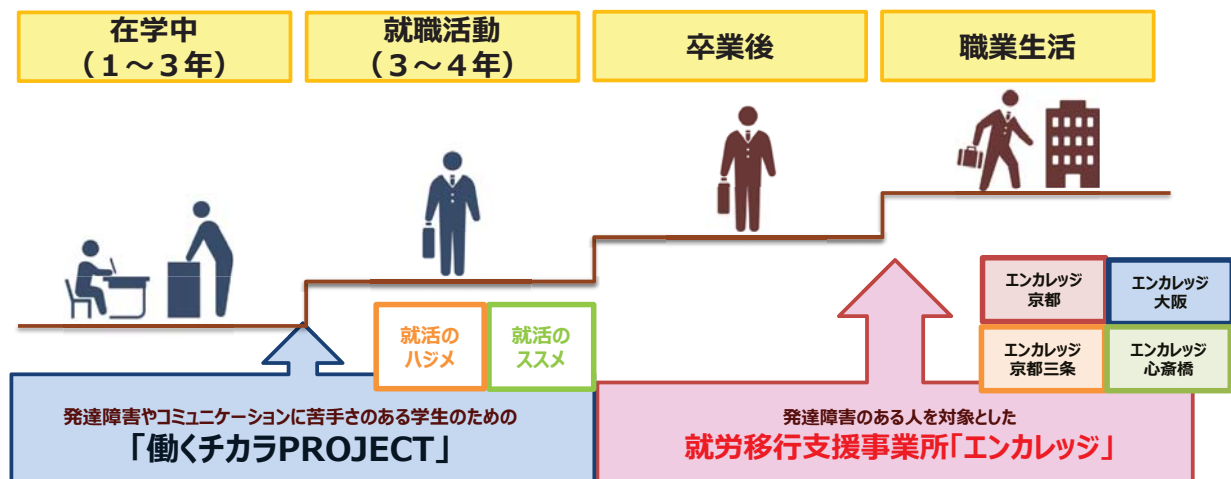 在学中
（１～３年）
就職活動
（３～４年）
卒業後
職業生活
就活の
ハジメ
就活の
ススメ
エンカレッジ
京都
エンカレッジ
大阪
エンカレッジ
京都三条
エンカレッジ
心斎橋
発達障害やコミュニケーションに苦手さのある学生のための
「働くチカラPROJECT」
発達障害のある人を対象とした
就労移行支援事業所「エンカレッジ」